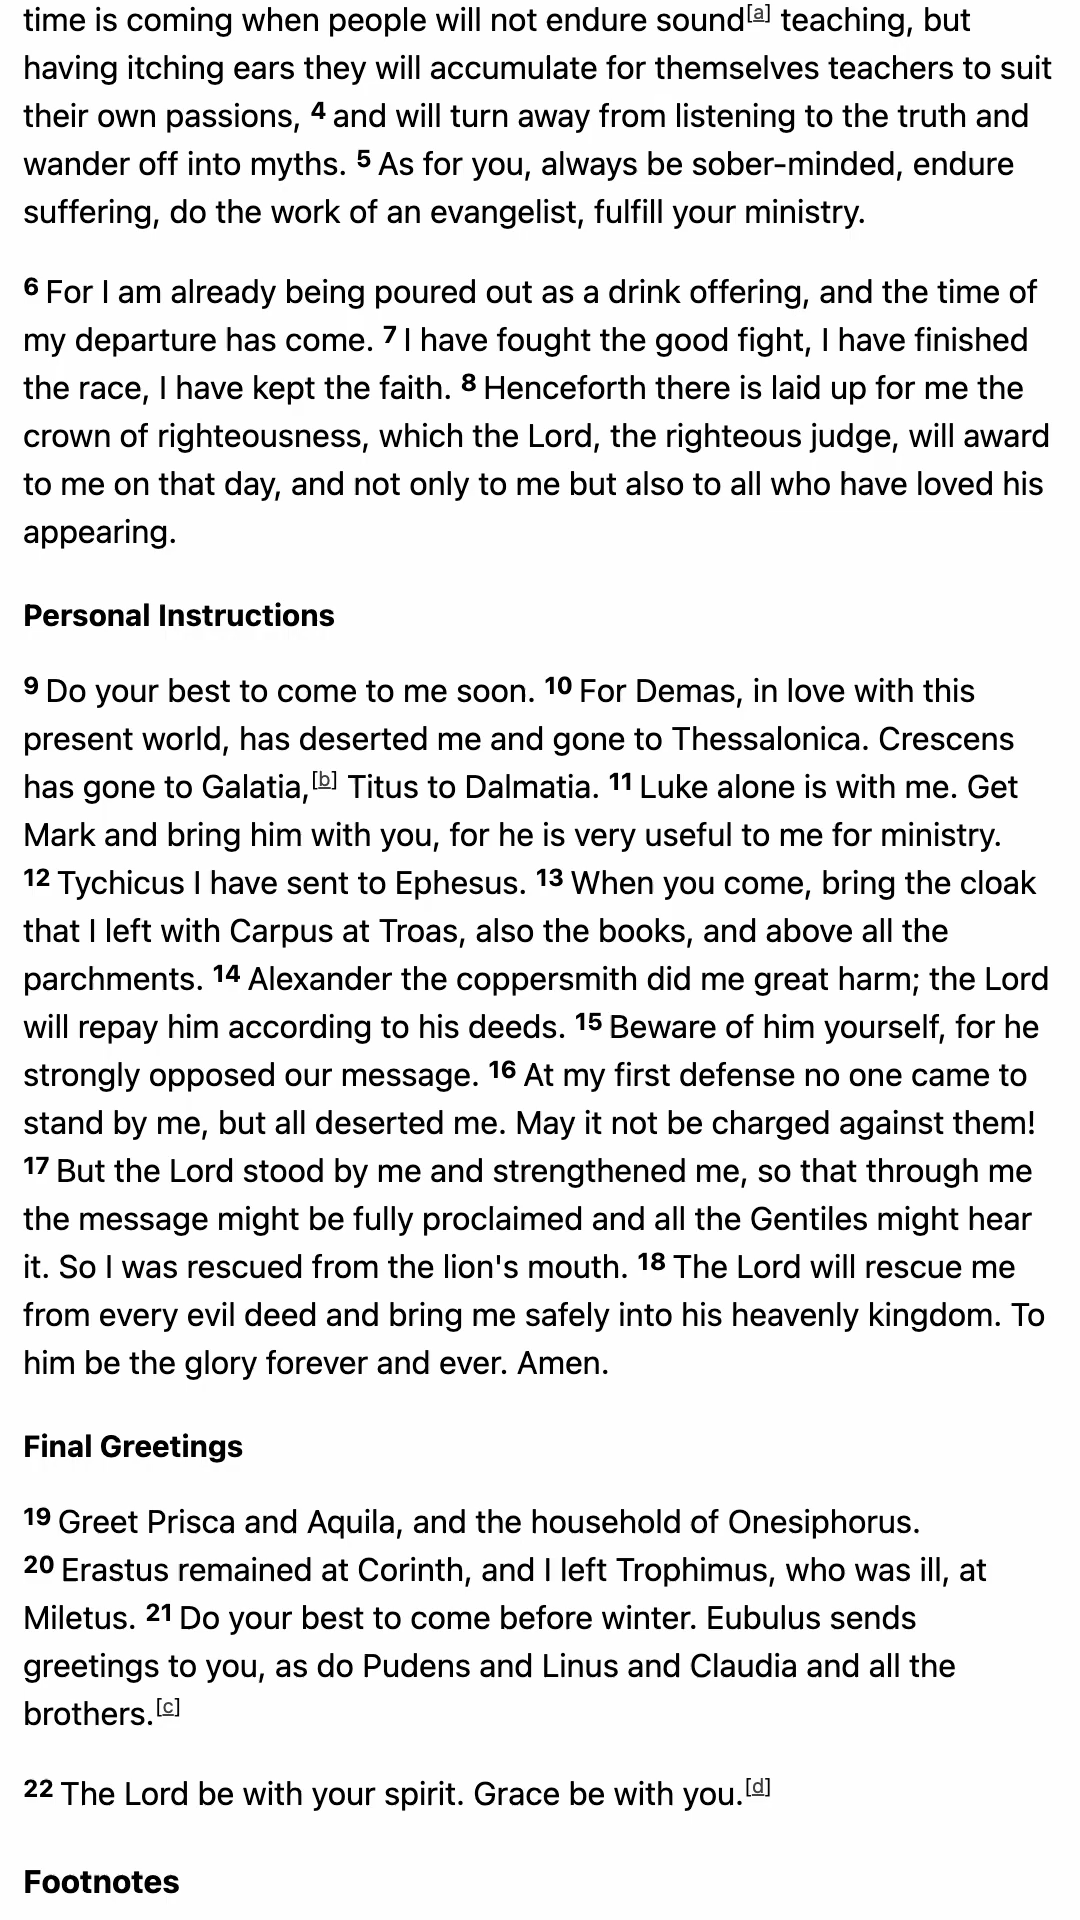 time is coming when people will not endure sound[a] teaching, but
having itching ears they will accumulate for themselves teachers to suit
their own passions, 4 and will turn away from listening to the truth and
wander off into myths. 5 As for you, always be sober-minded, endure
suffering, do the work of an evangelist, fulfill your ministry.
6 For I am already being poured out as a drink offering, and the time of
my departure has come. 7 I have fought the good fight, I have finished
the race, I have kept the faith. 8 Henceforth there is laid up for me the
crown of righteousness, which the Lord, the righteous judge, will award
to me on that day, and not only to me but also to all who have loved his
appearing.
Personal Instructions
9 Do your best to come to me soon. 10 For Demas, in love with this
present world, has deserted me and gone to Thessalonica. Crescens
has gone to Galatia,[b] Titus to Dalmatia. 11 Luke alone is with me. Get
Mark and bring him with you, for he is very useful to me for ministry.
12 Tychicus I have sent to Ephesus. 13 When you come, bring the cloak
that I left with Carpus at Troas, also the books, and above all the
parchments. 14 Alexander the coppersmith did me great harm; the Lord
will repay him according to his deeds. 15 Beware of him yourself, for he
strongly opposed our message. 16 At my first defense no one came to
stand by me, but all deserted me. May it not be charged against them!
17 But the Lord stood by me and strengthened me, so that through me
the message might be fully proclaimed and all the Gentiles might hear
it. So I was rescued from the lion's mouth. 18 The Lord will rescue me
from every evil deed and bring me safely into his heavenly kingdom. To
him be the glory forever and ever. Amen.
Final Greetings
19 Greet Prisca and Aquila, and the household of Onesiphorus.
20 Erastus remained at Corinth, and I left Trophimus, who was ill, at
Miletus. 21 Do your best to come before winter. Eubulus sends
greetings to you, as do Pudens and Linus and Claudia and all the
brothers.[c]
22 The Lord be with your spirit. Grace be with you.[d]
Footnotes